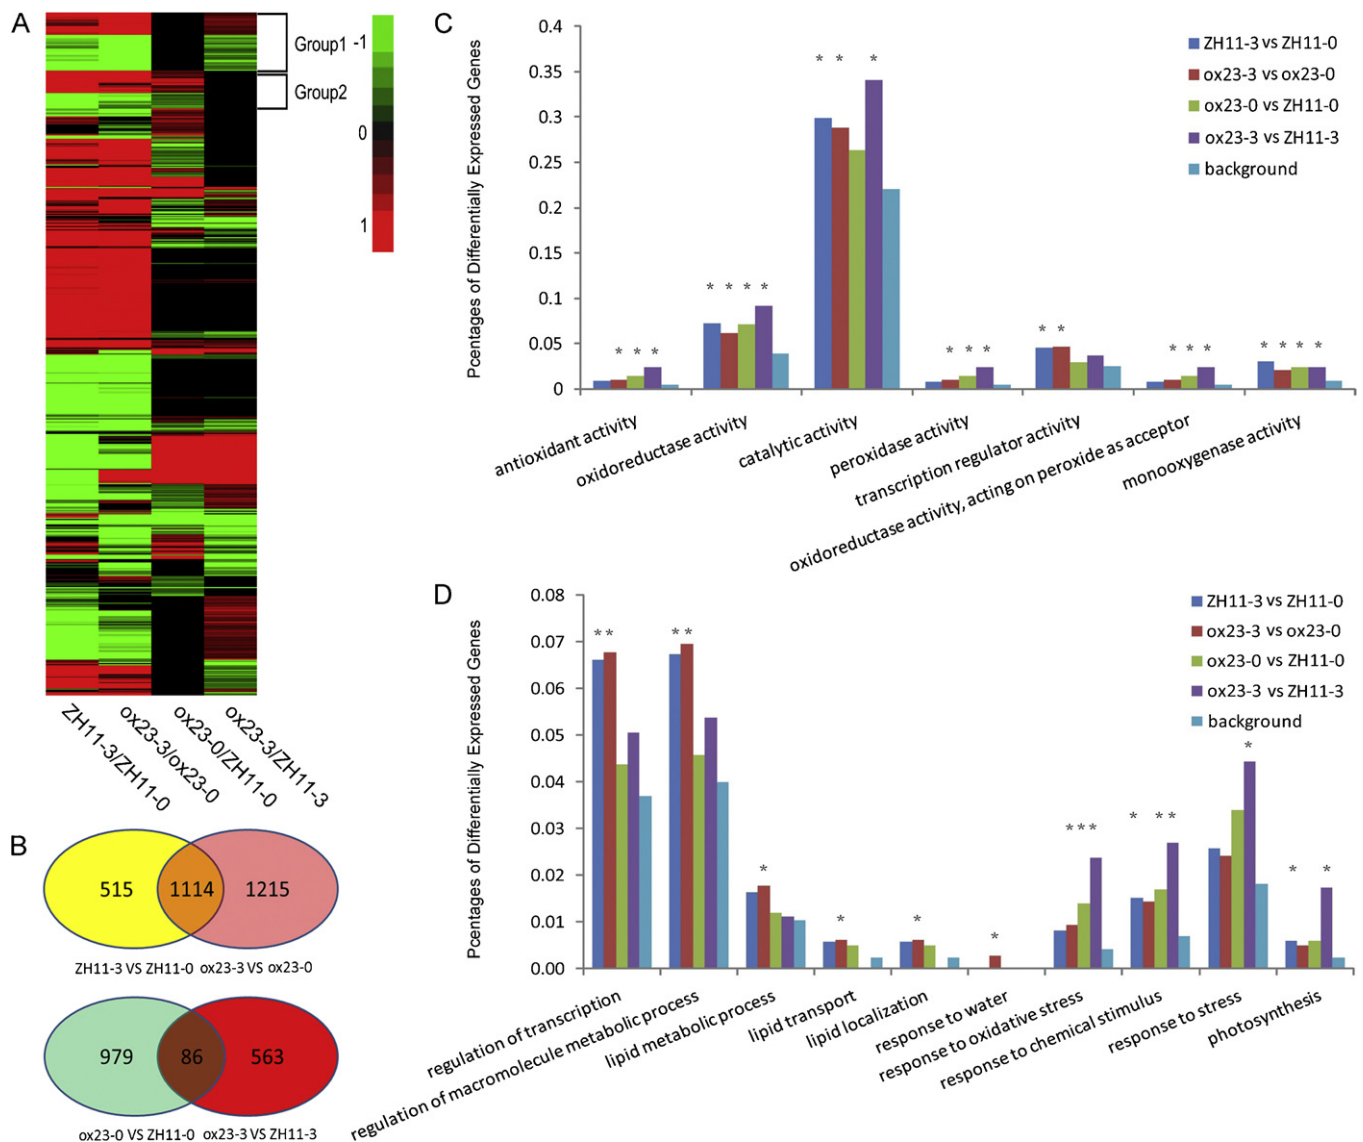 A
Group1
Group2
-1
0
1
ZH11-3/ZH11-0
ox23-3/ox23-0
ox23-0/ZH11-0
ox23-3/ZH11-3
B
515
1114
1215
ZH11-3 VS ZH11-0
ox23-3 VS ox23-0
979
86
563
ox23-0 VS ZH11-0
ox23-3 VS ZH11-3
C
Pcentages of Differentially Expressed Genes
0.4
0.35
0.3
0.25
0.2
0.15
0.1
0.05
0
* * *
* * * *
* * *
* * *
* *
* * *
* * * *
ZH11-3 vs ZH11-0
ox23-3 vs ox23-0
ox23-0 vs ZH11-0
ox23-3 vs ZH11-3
background
antioxidant activity
oxidoreductase activity
catalytic activity
peroxidase activity
transcription regulator activity
oxidoreductase activity, acting on peroxide as acceptor
monooxygenase activity
D
Pcentages of Differentially Expressed Genes
0.08
0.07
0.06
0.05
0.04
0.03
0.02
0.01
0.00
* *
* *
*
*
*
*
* * *
* * *
*
* *
ZH11-3 vs ZH11-0
ox23-3 vs ox23-0
ox23-0 vs ZH11-0
ox23-3 vs ZH11-3
background
regulation of transcription
regulation of macromolecule metabolic process
lipid metabolic process
lipid transport
lipid localization
response to water
response to oxidative stress
response to chemical stimulus
response to stress
photosynthesis